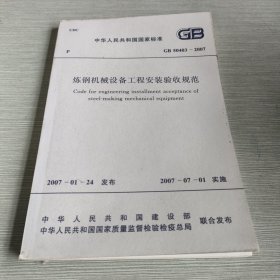 UDC
中华人民共和国国家标准
GB
P
GB 50403-2007
炼钢机械设备工程安装验收规范
Code for engineering installment acceptance of
steel-making mechanical equipment
2007-01-24 发布
2007-07-01 实施
中华人民共和国建设部
中华人民共和国国家质量监督检验检疫总局
联合发布